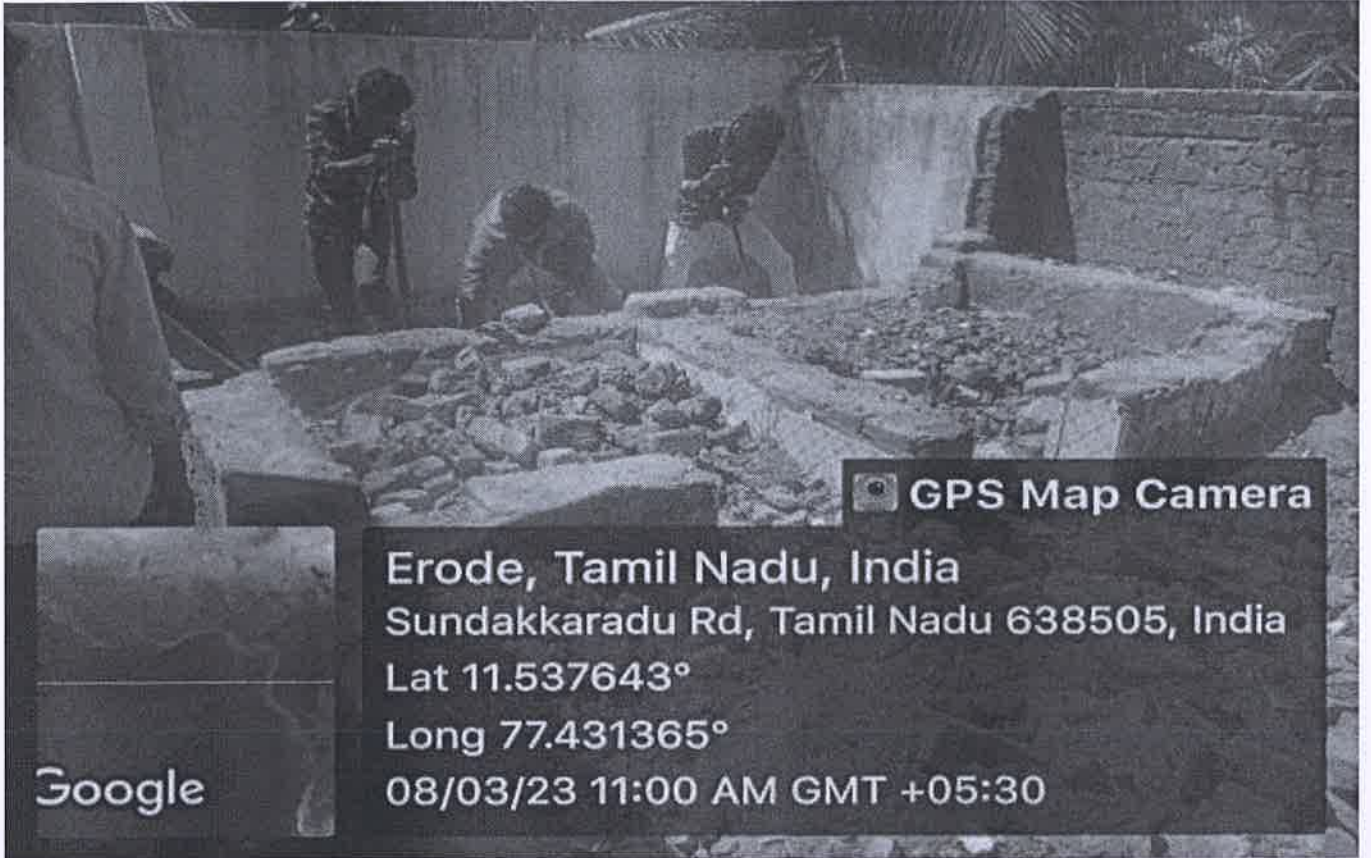 GPS Map Camera
Erode, Tamil Nadu, India
Sundakkaradu Rd, Tamil Nadu 638505, India
Lat 11.537643°
Long 77.431365°
08/03/23 11:00 AM GMT +05:30
Google